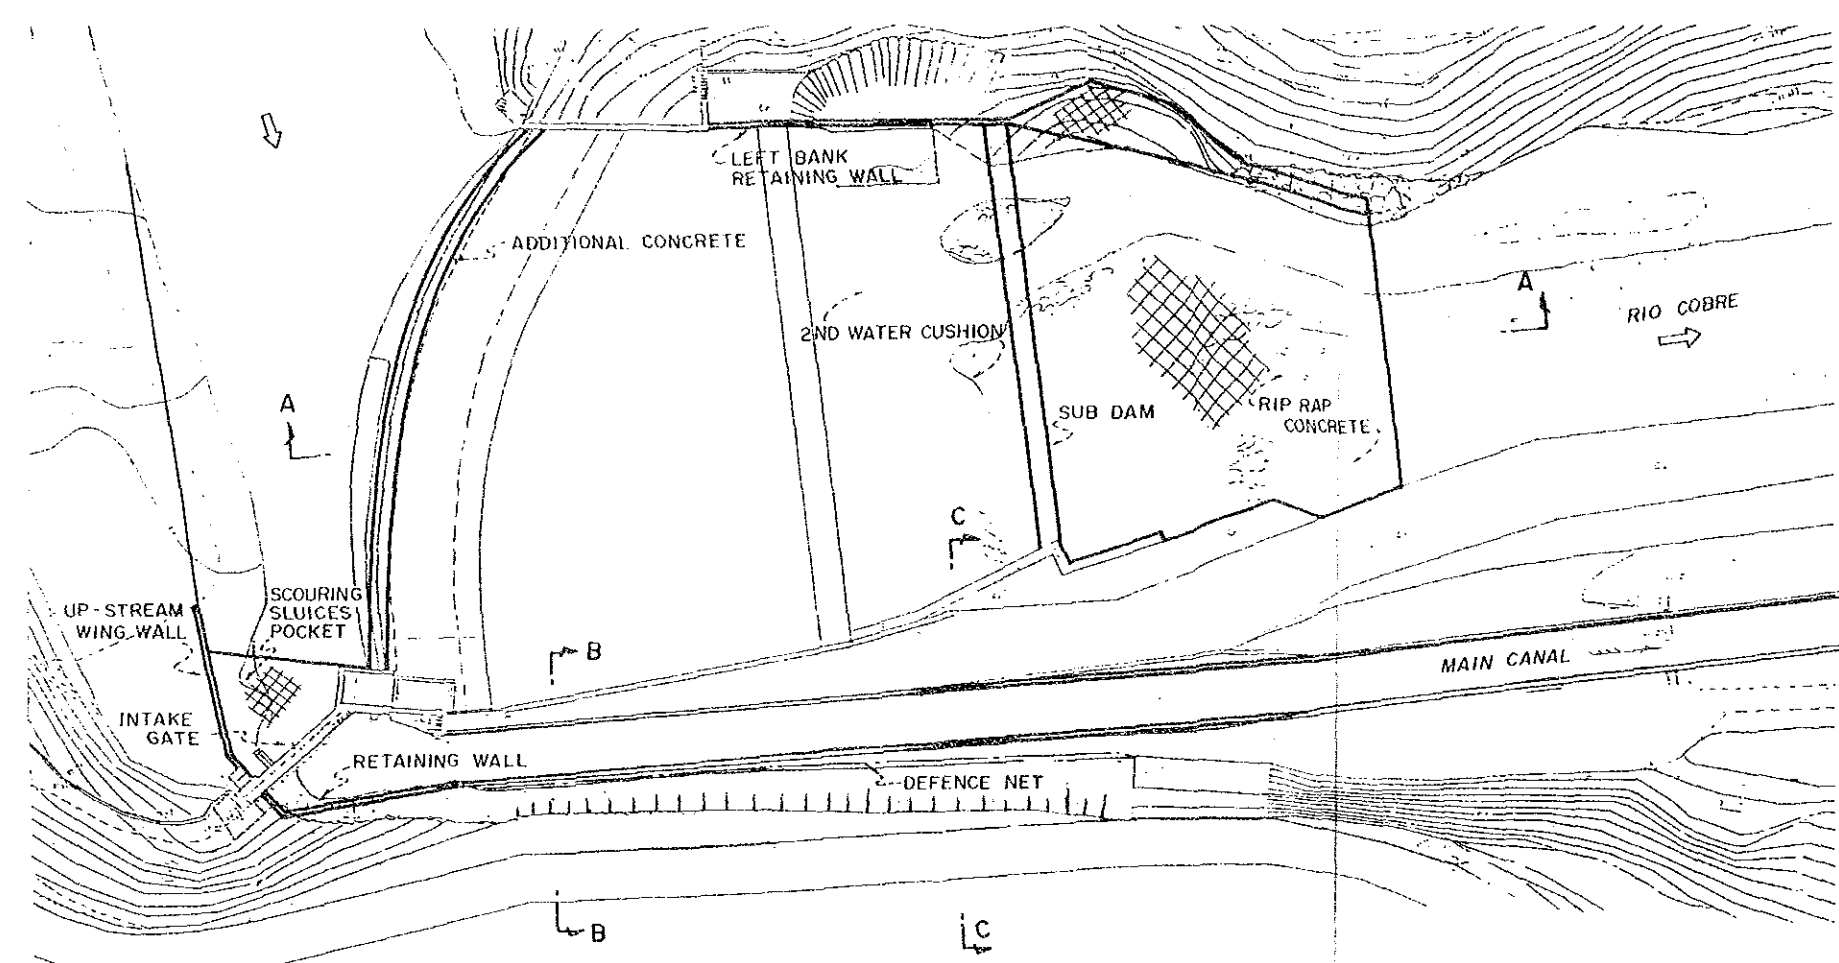 LEFT BANK
RETAINING WALL
ADDITIONAL CONCRETE
A
RIO COBRE
2ND WATER CUSHION
A
SUB DAM
RIP RAP
CONCRETE
C
SCOURING
SLUICES
POCKET
UP-STREAM
WING WALL
B
MAIN CANAL
INTAKE
GATE
RETAINING WALL
DEFENCE NET
B
C